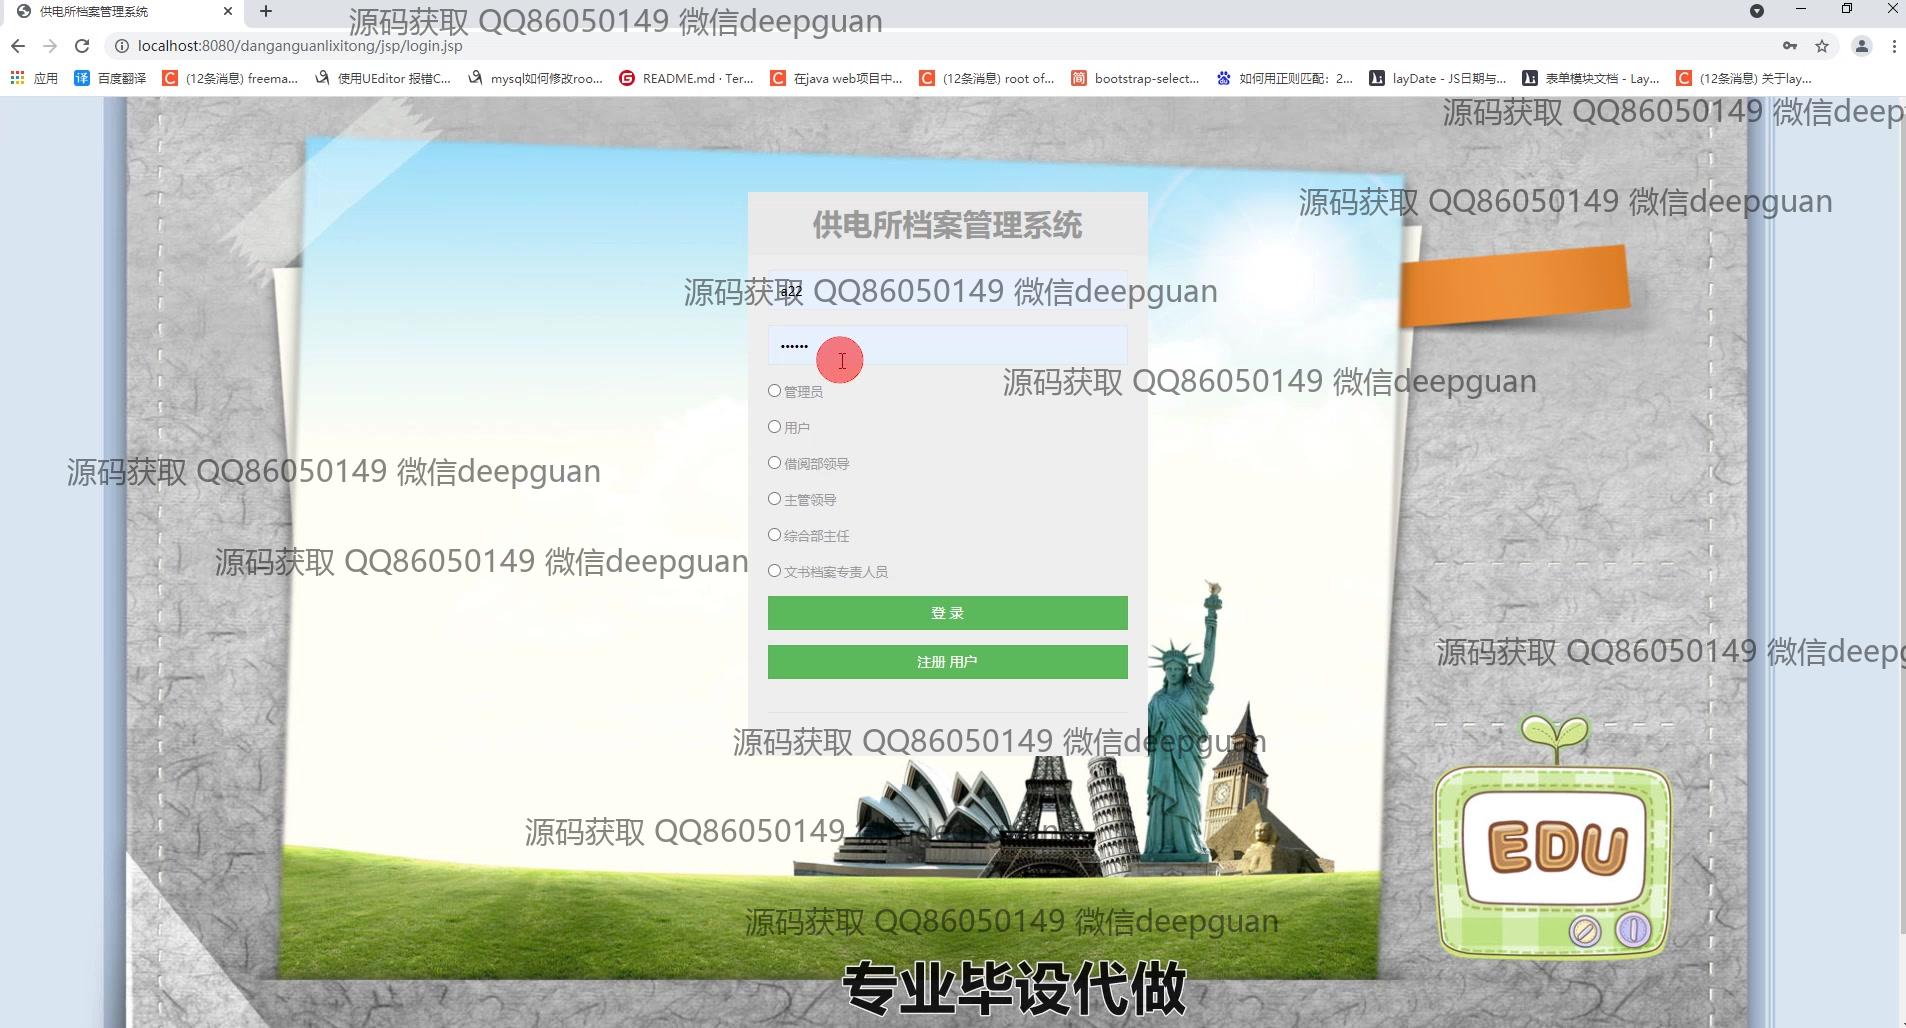 供电所档案管理系统
源码获取 QQ86050149 微信deepguan
localhost:8080/danganguanlixitong/jsp/login.jsp
应用 百度翻译 (12条消息) freema... 使用UEditor 报错C... mysql如何修改roo... README.md · Ter... 在java web项目中... (12条消息) root of... bootstrap-select... 如何用正则匹配：2... layDate - JS日期与... 表单模块文档 - Lay... (12条消息) 关于lay...
源码获取 QQ86050149 微信deep
源码获取 QQ86050149 微信deepguan
供电所档案管理系统
源码获取 QQ86050149 微信deepguan
a22
源码获取 QQ86050149 微信deepguan
管理员
用户
借阅部领导
源码获取 QQ86050149 微信deepguan
主管领导
综合部主任
源码获取 QQ86050149 微信deepguan
文书档案专责人员
登 录
源码获取 QQ86050149 微信deep
注册 用户
源码获取 QQ86050149 微信deepguan
源码获取 QQ86050149
EDU
源码获取 QQ86050149 微信deepguan
专业毕设代做